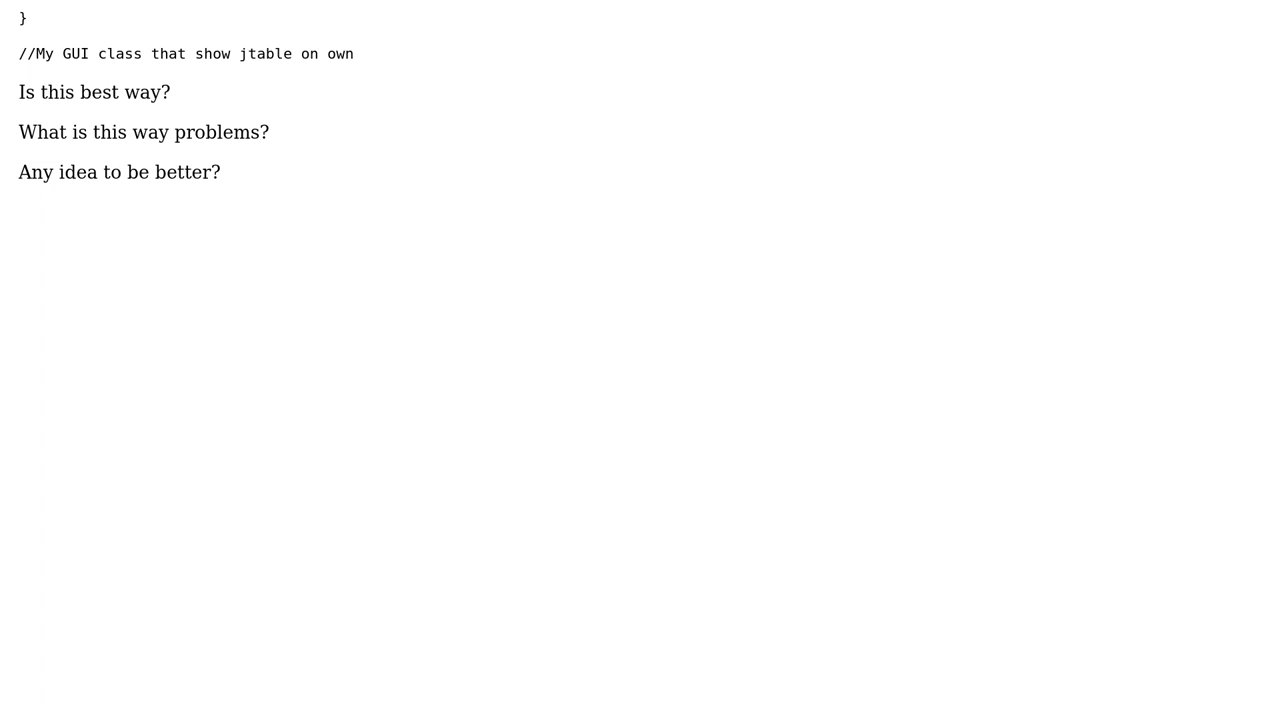 }
//My GUI class that show jtable on own
Is this best way?
What is this way problems?
Any idea to be better?